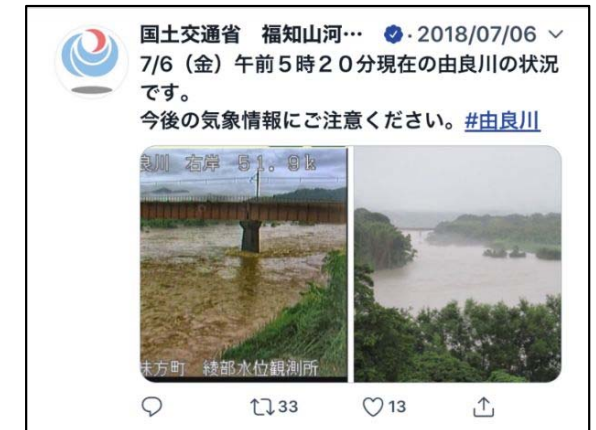 国土交通省 福知山河… · 2018/07/06
7/6（金）午前５時２０分現在の由良川の状況
です。
今後の気象情報にご注意ください。#由良川
良川 右岸 51.9k
味方町 綾部水位観測所
33 13